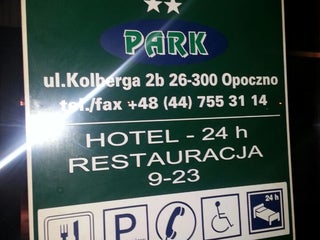 PARK
ul.Kolberga 2b 26-300 Opoczno
tel./fax +48 (44) 755 31 14
HOTEL - 24 h
RESTAURACJA
9-23
P
24 h